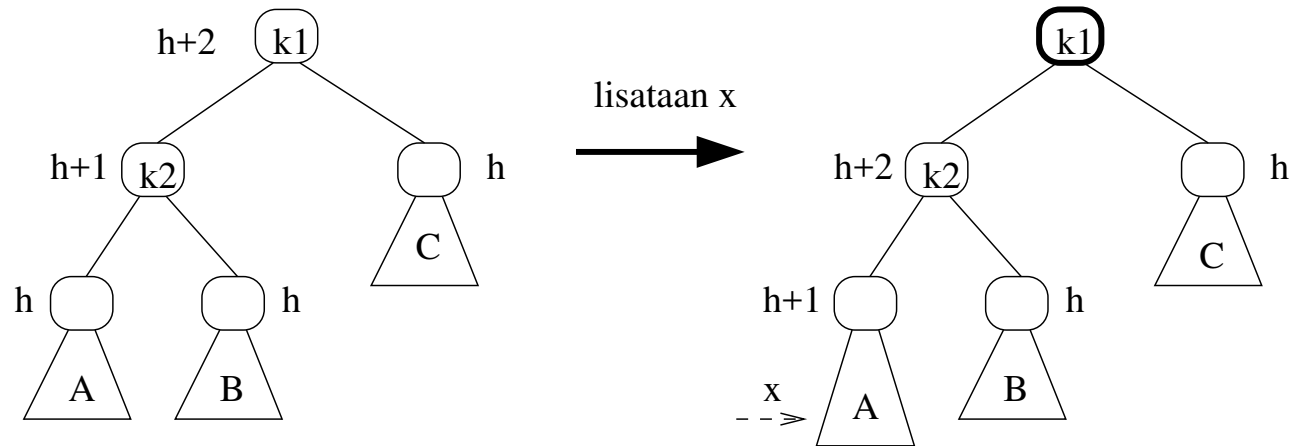 h+2 k1
k1
lisataan x
h+1 k2 h
h+2 k2 h
C
C
h h
h+1 h
A B
x A B